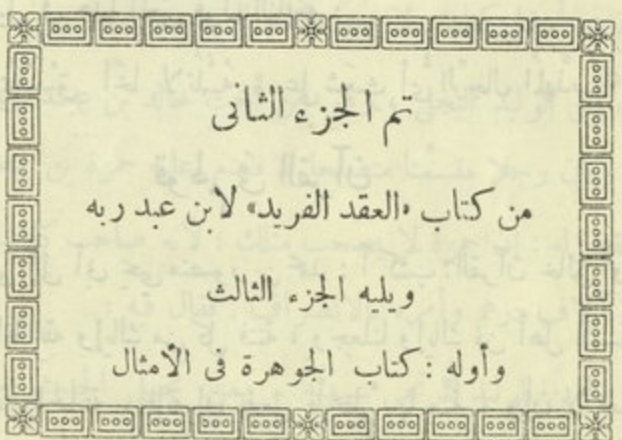 تم الجزء الثانى
من كتاب «العقد الفريد» لابن عبد ربه
ويليه الجزء الثالث
وأوله : كتاب الجوهرة فى الأمثال